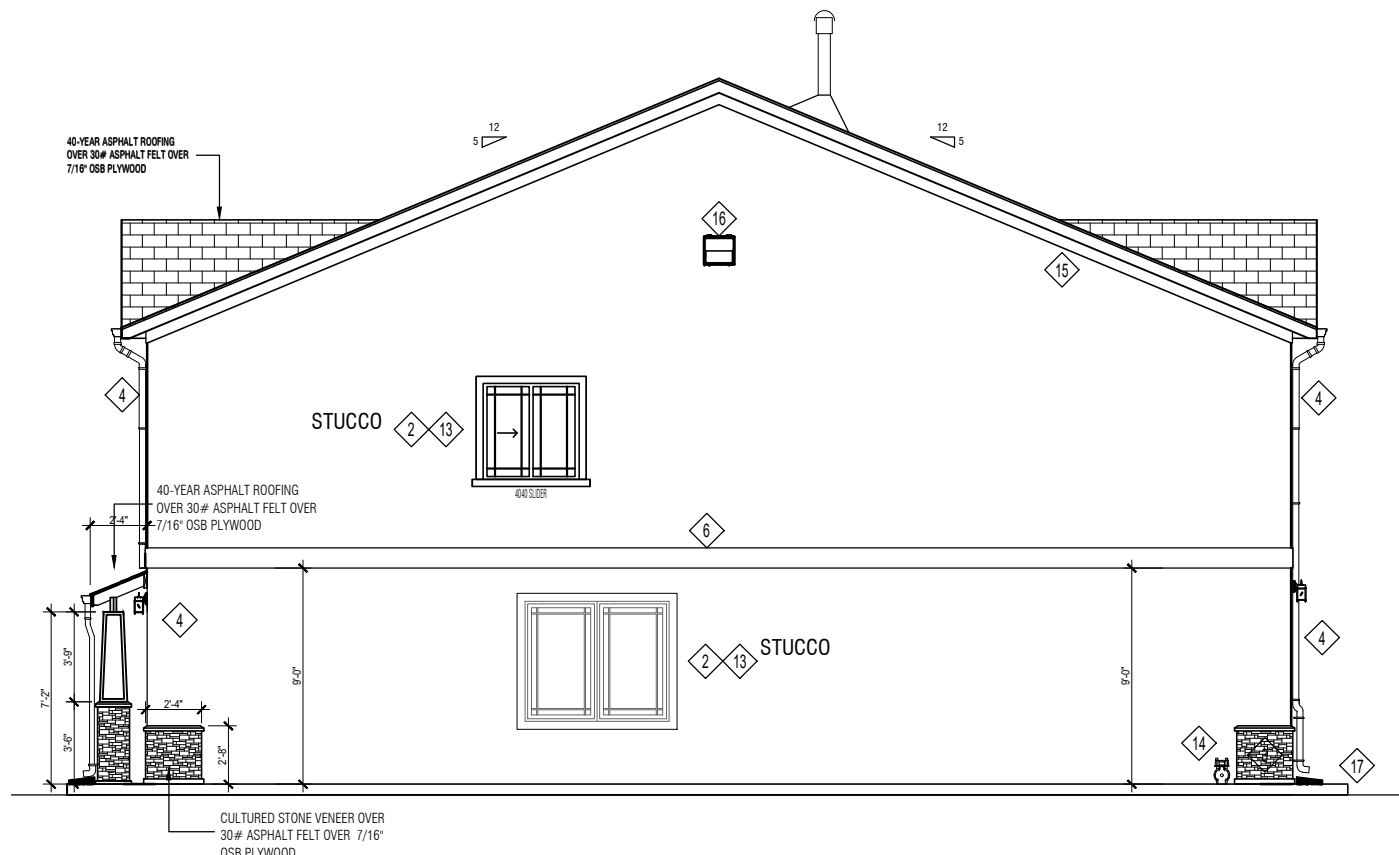 12
5
12
5
40-YEAR ASPHALT ROOFING
OVER 30# ASPHALT FELT OVER
7/16" OSB PLYWOOD
16
15
4
4
STUCCO 2 13
4040 SLIDER
40-YEAR ASPHALT ROOFING
OVER 30# ASPHALT FELT OVER
7/16" OSB PLYWOOD
2'-4"
6
4
4
2 13 STUCCO
9'-0"
9'-0"
3'-9"
7'-2"
3'-6"
2'-4"
2'-8"
14
17
CULTURED STONE VENEER OVER
30# ASPHALT FELT OVER 7/16"
OSB PLYWOOD